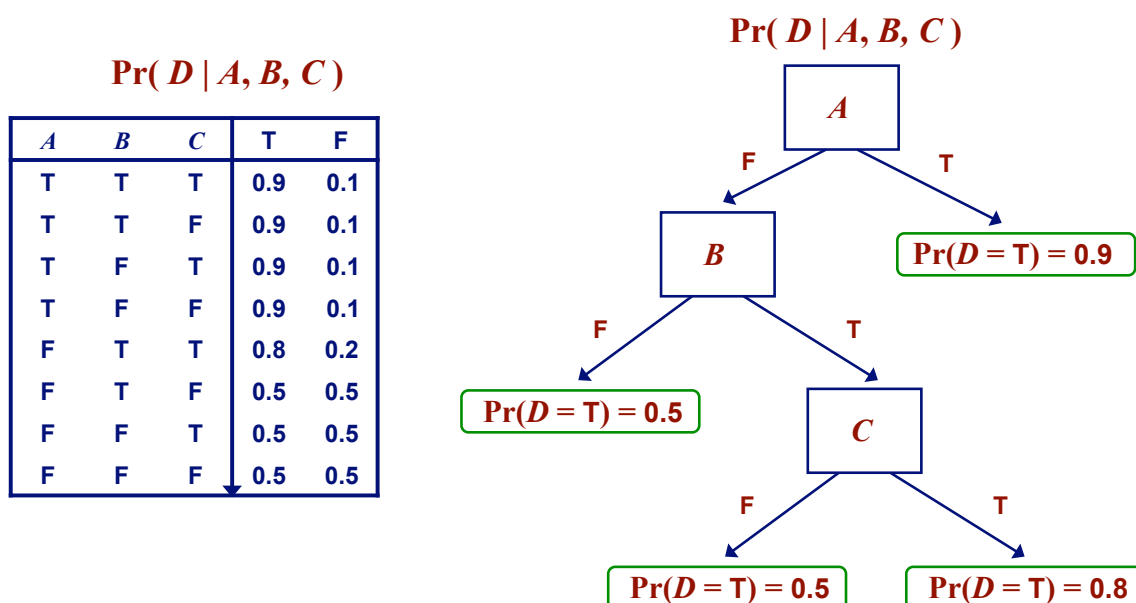 Pr( D | A, B, C )
A B C T F
T T T 0.9 0.1
T T F 0.9 0.1
T F T 0.9 0.1
T F F 0.9 0.1
F T T 0.8 0.2
F T F 0.5 0.5
F F T 0.5 0.5
F F F 0.5 0.5
Pr( D | A, B, C )
A
F T
B
Pr(D = T) = 0.9
F T
Pr(D = T) = 0.5
C
F T
Pr(D = T) = 0.5
Pr(D = T) = 0.8